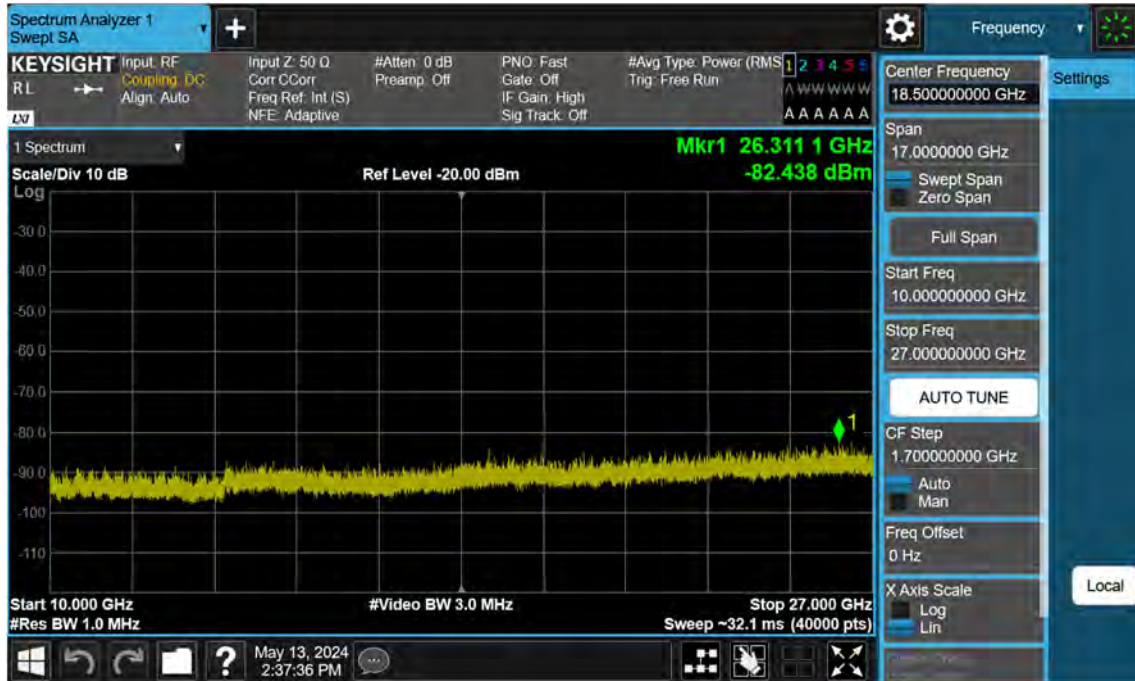 Spectrum Analyzer 1
Swept SA
+
Frequency
KEYSIGHT
RL
LXI
Input: RF
Coupling: DC
Align: Auto
Input Z: 50 Ω
Corr CCorr
Freq Ref: Int (S)
NFE: Adaptive
#Atten: 0 dB
Preamp: Off
PNO: Fast
Gate: Off
IF Gain: High
Sig Track: Off
#Avg Type: Power (RMS
Trig: Free Run
1 2 3 4 5 6
A W W W W W
A A A A A A
1 Spectrum
Scale/Div 10 dB
Ref Level -20.00 dBm
Mkr1 26.311 1 GHz
-82.438 dBm
Log
-30.0
-40.0
-50.0
-60.0
-70.0
-80.0
-90.0
-100
-110
1
Start 10.000 GHz
#Video BW 3.0 MHz
Stop 27.000 GHz
#Res BW 1.0 MHz
Sweep ~32.1 ms (40000 pts)
Center Frequency
18.500000000 GHz
Span
17.0000000 GHz
Swept Span
Zero Span
Full Span
Start Freq
10.000000000 GHz
Stop Freq
27.000000000 GHz
AUTO TUNE
CF Step
1.700000000 GHz
Auto
Man
Freq Offset
0 Hz
X Axis Scale
Log
Lin
Settings
Local
?
May 13, 2024
2:37:36 PM